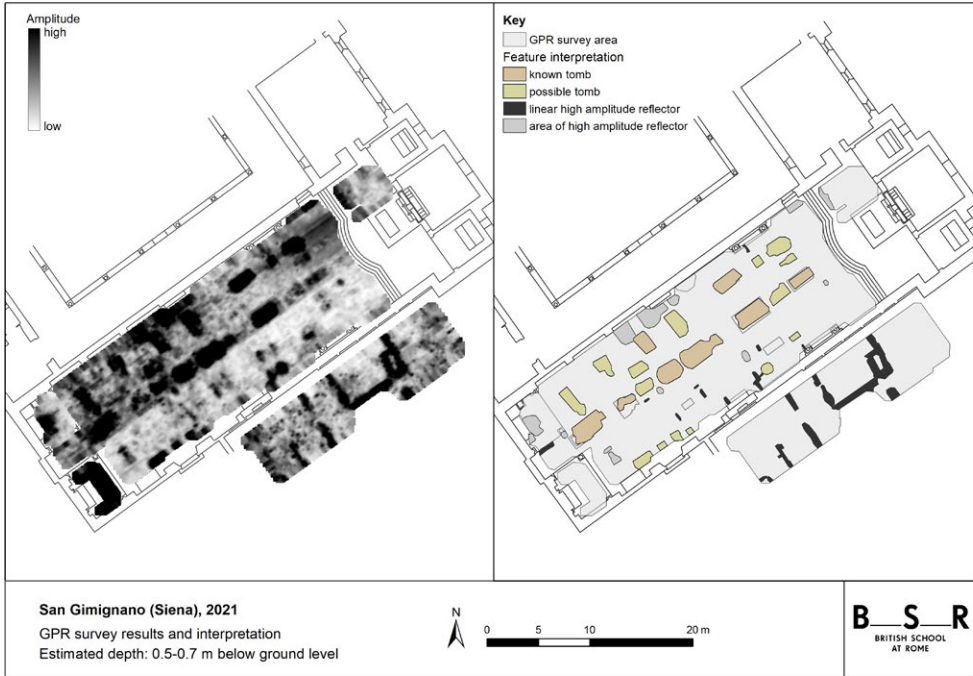 Amplitude
high
low
Key
GPR survey area
Feature interpretation
known tomb
possible tomb
linear high amplitude reflector
area of high amplitude reflector
San Gimignano (Siena), 2021
GPR survey results and interpretation
Estimated depth: 0.5-0.7 m below ground level
N
0 5 10 20 m
B__S__R
BRITISH SCHOOL
AT ROME